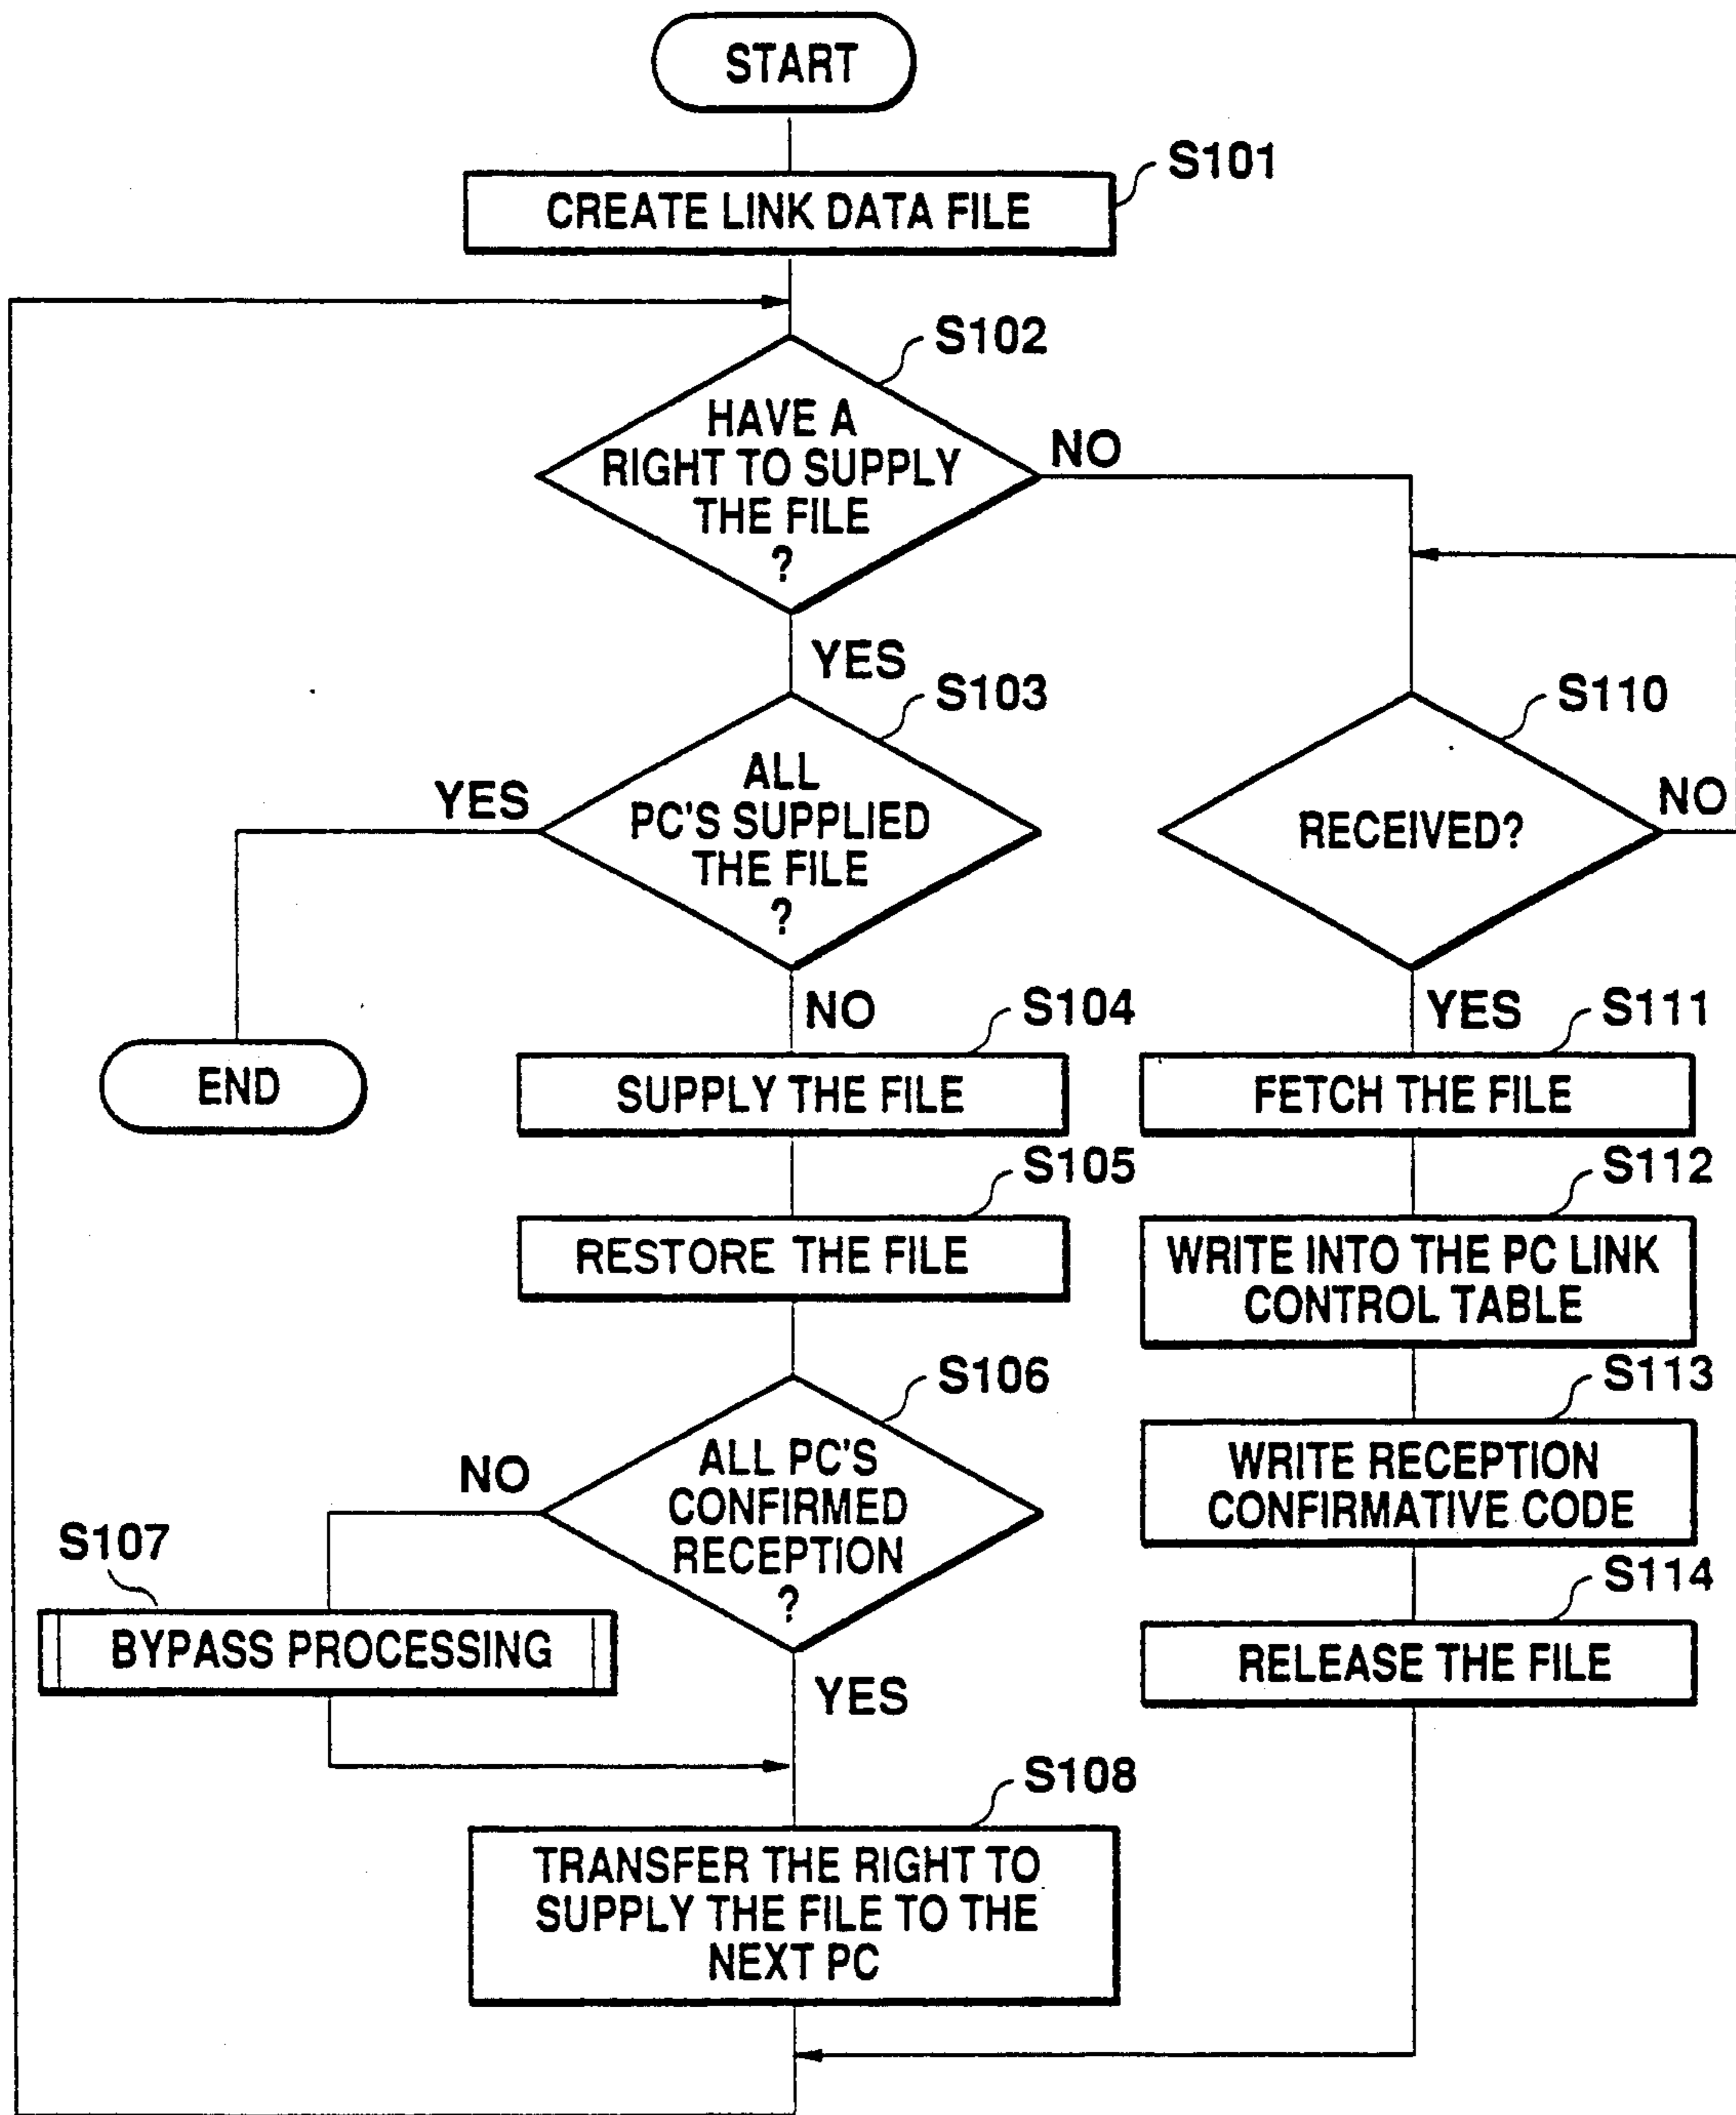 START
S101
CREATE LINK DATA FILE
S102
HAVE A
RIGHT TO SUPPLY
THE FILE
?
NO
YES
S103
ALL
PC'S SUPPLIED
THE FILE
?
YES
NO
END
S104
SUPPLY THE FILE
S105
RESTORE THE FILE
S106
ALL PC'S
CONFIRMED
RECEPTION
?
NO
YES
S107
BYPASS PROCESSING
S108
TRANSFER THE RIGHT TO
SUPPLY THE FILE TO THE
NEXT PC
S110
RECEIVED?
NO
YES
S111
FETCH THE FILE
S112
WRITE INTO THE PC LINK
CONTROL TABLE
S113
WRITE RECEPTION
CONFIRMATIVE CODE
S114
RELEASE THE FILE